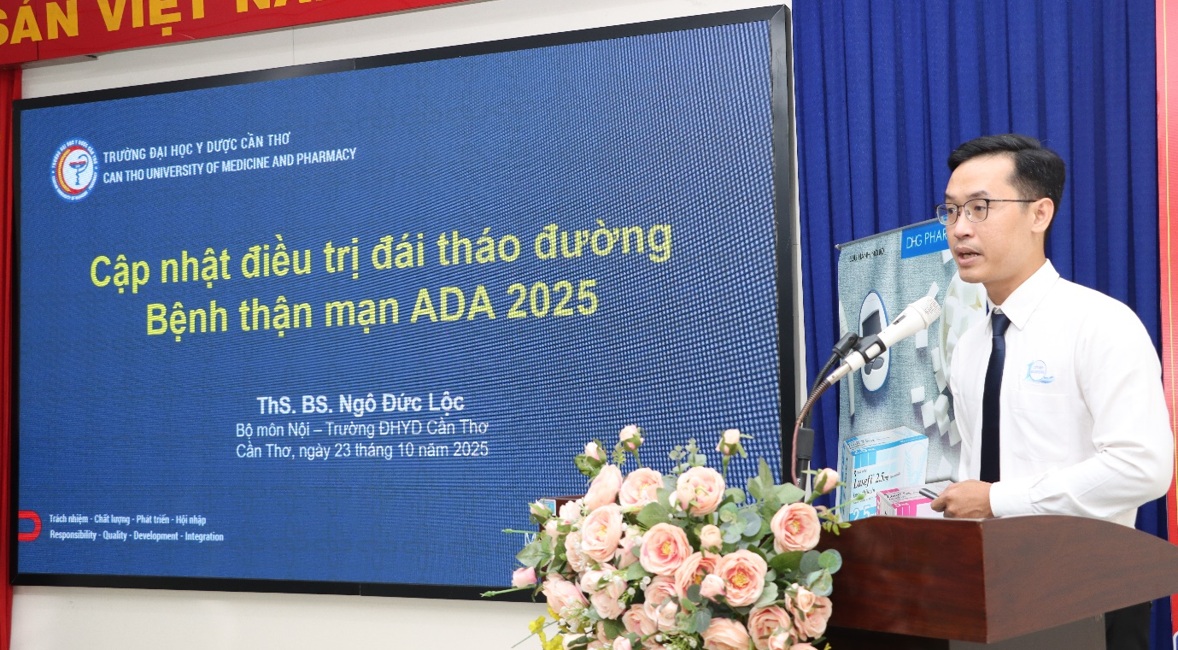 SẢN VIỆT NA
TRƯỜNG ĐẠI HỌC Y DƯỢC CẦN THƠ
CAN THO UNIVERSITY OF MEDICINE AND PHARMACY
Cập nhật điều trị đái tháo đường
Bệnh thận mạn ADA 2025
ThS. BS. Ngô Đức Lộc
Bộ môn Nội – Trường ĐHYD Cần Thơ
Cần Thơ, ngày 23 tháng 10 năm 2025
Trách nhiệm - Chất lượng - Phát triển - Hội nhập
Responsibility - Quality - Development - Integration
M
DHG PHAR
Lusefi 2.5